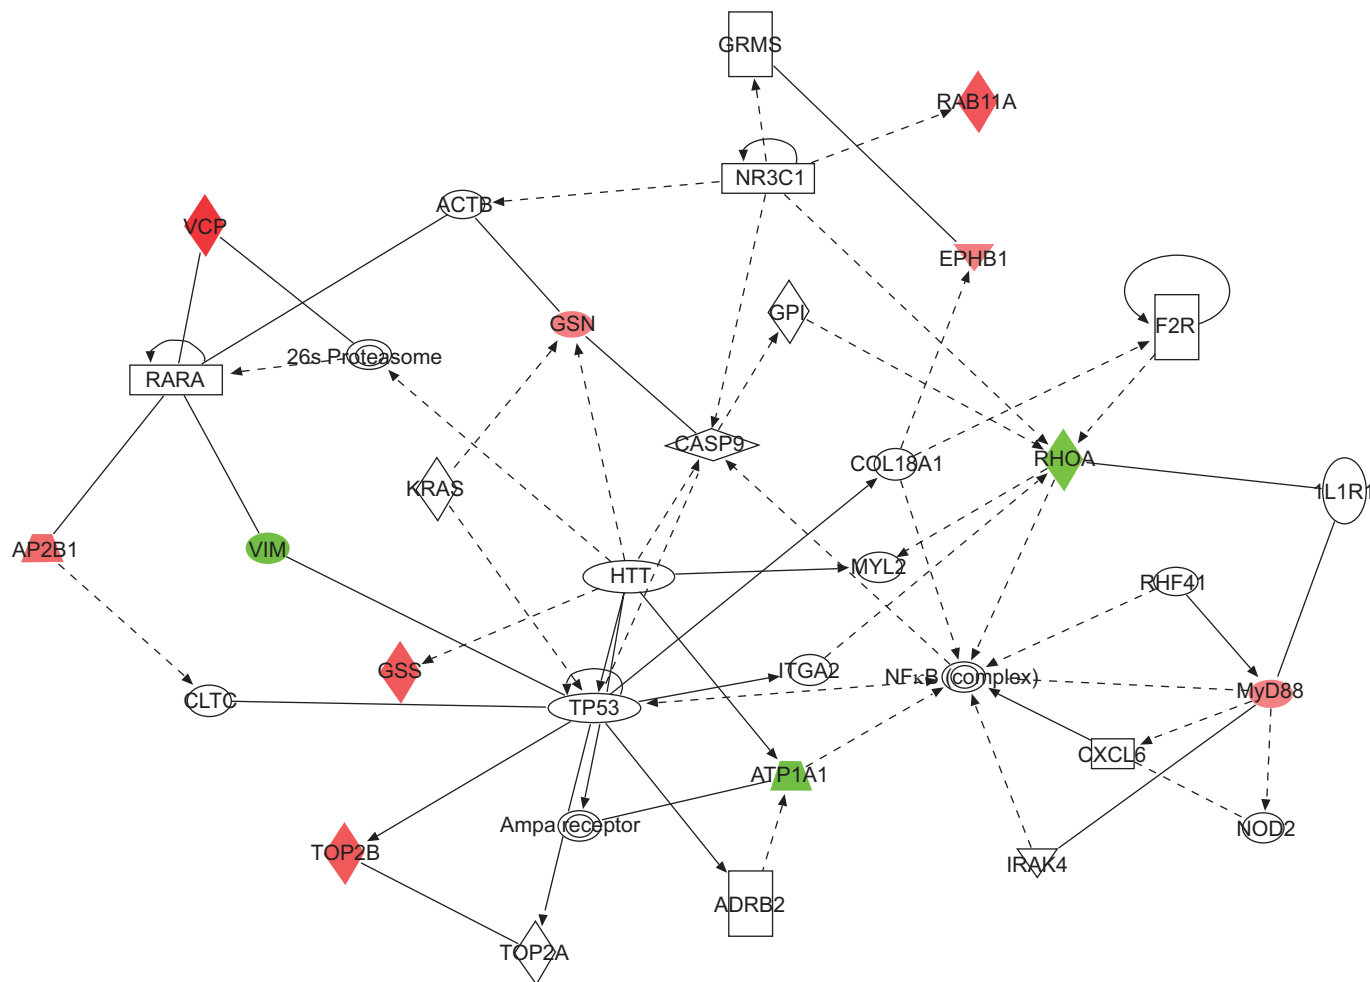 GRMS
RAB11A
NR3C1
ACTB
VCP
EPHB1
GPI
GSN
F2R
26s Proteasome
RARA
CASP9
COL18A1
RHOA
KRAS
1L1R1
AP2B1
VIM
HTT
MYL2
RHF41
GSS
ITGA2
NFκB (complex)
MyD88
CLTC
TP53
CXCL6
ATP1A1
Ampa receptor
NOD2
TOP2B
IRAK4
ADRB2
TOP2A